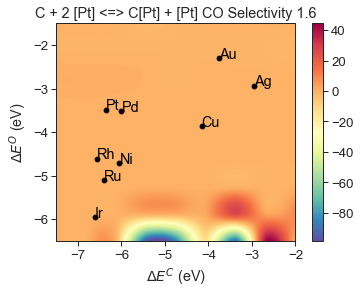 C + 2 [Pt] <=> C[Pt] + [Pt] CO Selectivity 1.6
−2
−3
−4
−5
−6
ΔE^O (eV)
Au
Ag
Pt
Pd
Cu
Rh
Ni
Ru
Ir
−7
−6
−5
−4
−3
−2
ΔE^C (eV)
40
20
0
−20
−40
−60
−80